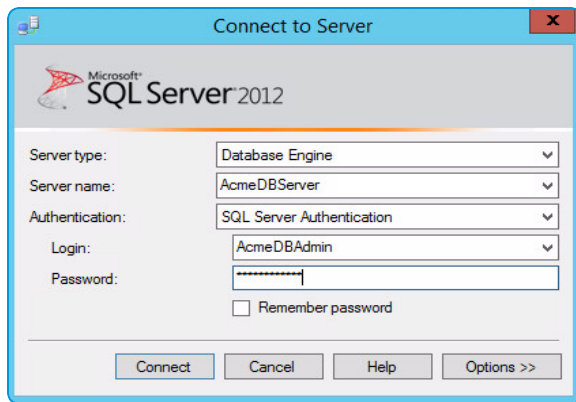 Connect to Server
x
Microsoft®
SQL Server 2012
Server type: Database Engine
Server name: AcmeDBServer
Authentication: SQL Server Authentication
Login: AcmeDBAdmin
Password: ************
Remember password
Connect Cancel Help Options >>